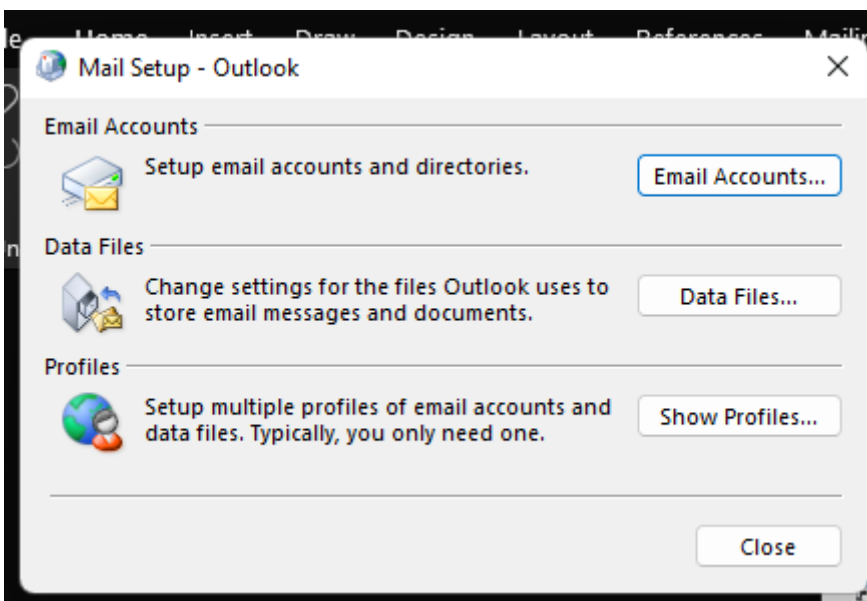 Mail Setup - Outlook
Email Accounts
Setup email accounts and directories.
Email Accounts...
Data Files
Change settings for the files Outlook uses to
store email messages and documents.
Data Files...
Profiles
Setup multiple profiles of email accounts and
data files. Typically, you only need one.
Show Profiles...
Close